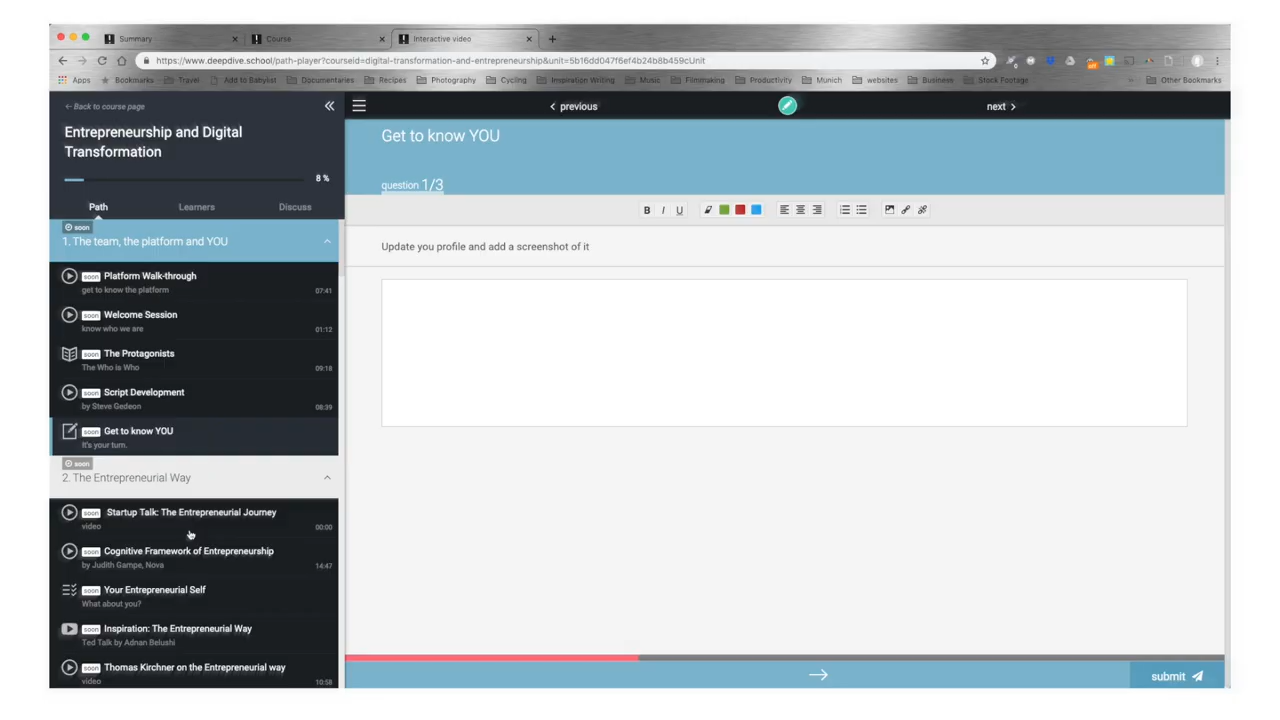 Summary
Course
Interactive video
https://www.deepdive.school/path-player?courseid=digital-transformation-and-entrepreneurship&unit=5b16dd047f6ef4b24b8b459cUnit
Apps Bookmarks Travel Add to Babylist Documentaries Recipes Photography Cycling Inspiration Writing Music Filmmaking Productivity Munich websites Business Stock Footage Other Bookmarks
Back to course page
previous
next
Entrepreneurship and Digital
Transformation
8 %
Path Learners Discuss
soon
1. The team, the platform and YOU
soon Platform Walk-through
get to know the platform 07:41
soon Welcome Session
know who we are 01:12
soon The Protagonists
The Who is Who 09:18
soon Script Development
by Steve Gedeon 08:39
soon Get to know YOU
It's your turn.
soon
2. The Entrepreneurial Way
soon Startup Talk: The Entrepreneurial Journey
video 00:00
soon Cognitive Framework of Entrepreneurship
by Judith Gampe, Nova 14:47
soon Your Entrepreneurial Self
What about you?
soon Inspiration: The Entrepreneurial Way
Ted Talk by Adnan Belushi
soon Thomas Kirchner on the Entrepreneurial way
video 10:58
Get to know YOU
question 1/3
B I U
Update you profile and add a screenshot of it
submit